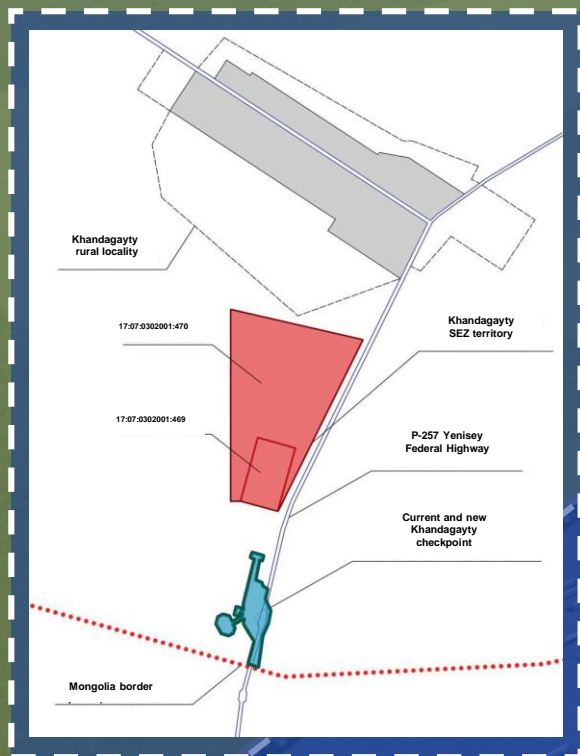 Khandagayty
rural locality
17:07:0302001:470
Khandagayty
SEZ territory
17:07:0302001:469
P-257 Yenisey
Federal Highway
Current and new
Khandagayty
checkpoint
Mongolia border